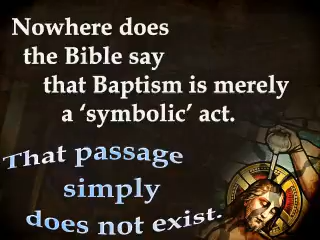 Nowhere does
the Bible say
that Baptism is merely
a ‘symbolic’ act.
That passage
simply
does not exist.